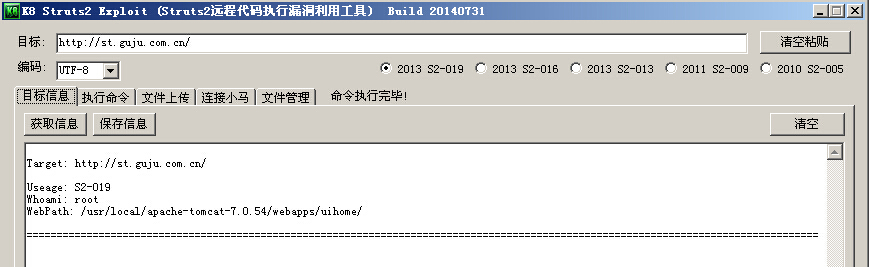 K8 Struts2 Exploit (Struts2远程代码执行漏洞利用工具) Build 20140731
目标: http://st.guju.com.cn/ 清空粘贴
编码: UTF-8 2013 S2-019 2013 S2-016 2013 S2-013 2011 S2-009 2010 S2-005
目标信息 执行命令 文件上传 连接小马 文件管理 命令执行完毕!
获取信息 保存信息 清空
Target: http://st.guju.com.cn/
Useage: S2-019
Whoami: root
WebPath: /usr/local/apache-tomcat-7.0.54/webapps/uihome/